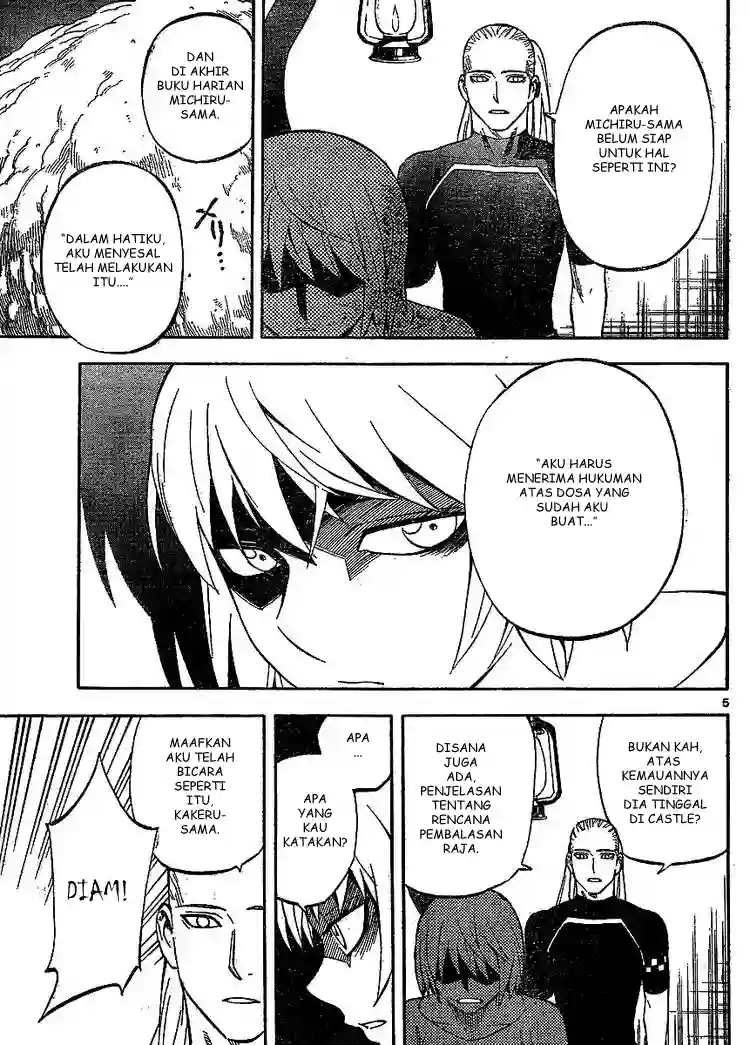 APAKAH
MICHIRU-SAMA
BELUM SIAP
UNTUK HAL
SEPERTI INI?
DAN
DI AKHIR
BUKU HARIAN
MICHIRU-
SAMA.
"DALAM HATIKU,
AKU MENYESAL
TELAH MELAKUKAN
ITU...."
メリ…
"AKU HARUS
MENERIMA HUKUMAN
ATAS DOSA YANG
SUDAH AKU
BUAT..."
5
BUKAN KAH,
ATAS
KEMAUANNYA
SENDIRI
DIA TINGGAL
DI CASTLE?
DISANA
JUGA
ADA,
PENJELASAN
TENTANG
RENCANA
PEMBALASAN
RAJA.
APA
...
APA
YANG
KAU
KATAKAN?
MAAFKAN
AKU TELAH
BICARA
SEPERTI
ITU,
KAKERU-
SAMA.
DIAM!